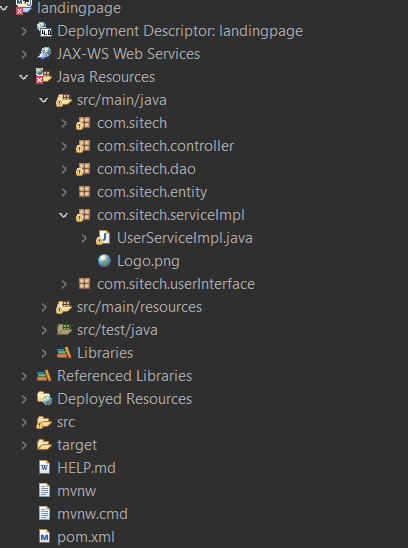 landingpage
Deployment Descriptor: landingpage
JAX-WS Web Services
Java Resources
src/main/java
com.sitech
com.sitech.controller
com.sitech.dao
com.sitech.entity
com.sitech.serviceImpl
UserServiceImpl.java
Logo.png
com.sitech.userInterface
src/main/resources
src/test/java
Libraries
Referenced Libraries
Deployed Resources
src
target
HELP.md
mvnw
mvnw.cmd
pom.xml